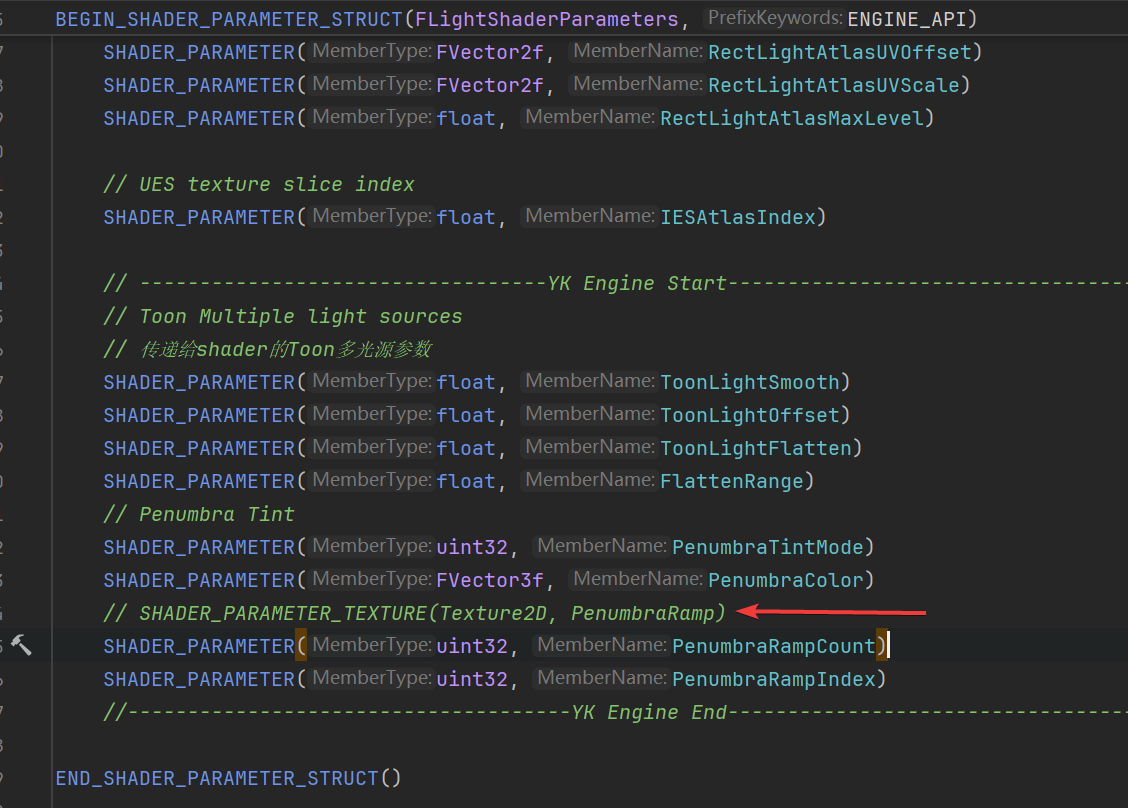 BEGIN_SHADER_PARAMETER_STRUCT(FLightShaderParameters, PrefixKeywords: ENGINE_API)
SHADER_PARAMETER(MemberType: FVector2f, MemberName: RectLightAtlasUVOffset)
SHADER_PARAMETER(MemberType: FVector2f, MemberName: RectLightAtlasUVScale)
SHADER_PARAMETER(MemberType: float, MemberName: RectLightAtlasMaxLevel)
// UES texture slice index
SHADER_PARAMETER(MemberType: float, MemberName: IESAtlasIndex)
// ----------------------------------YK Engine Start----------------------------------
// Toon Multiple light sources
// 传递给shader的Toon多光源参数
SHADER_PARAMETER(MemberType: float, MemberName: ToonLightSmooth)
SHADER_PARAMETER(MemberType: float, MemberName: ToonLightOffset)
SHADER_PARAMETER(MemberType: float, MemberName: ToonLightFlatten)
SHADER_PARAMETER(MemberType: float, MemberName: FlattenRange)
// Penumbra Tint
SHADER_PARAMETER(MemberType: uint32, MemberName: PenumbraTintMode)
SHADER_PARAMETER(MemberType: FVector3f, MemberName: PenumbraColor)
// SHADER_PARAMETER_TEXTURE(Texture2D, PenumbraRamp)
SHADER_PARAMETER(MemberType: uint32, MemberName: PenumbraRampCount)
SHADER_PARAMETER(MemberType: uint32, MemberName: PenumbraRampIndex)
//-------------------------------------YK Engine End----------------------------------
END_SHADER_PARAMETER_STRUCT()